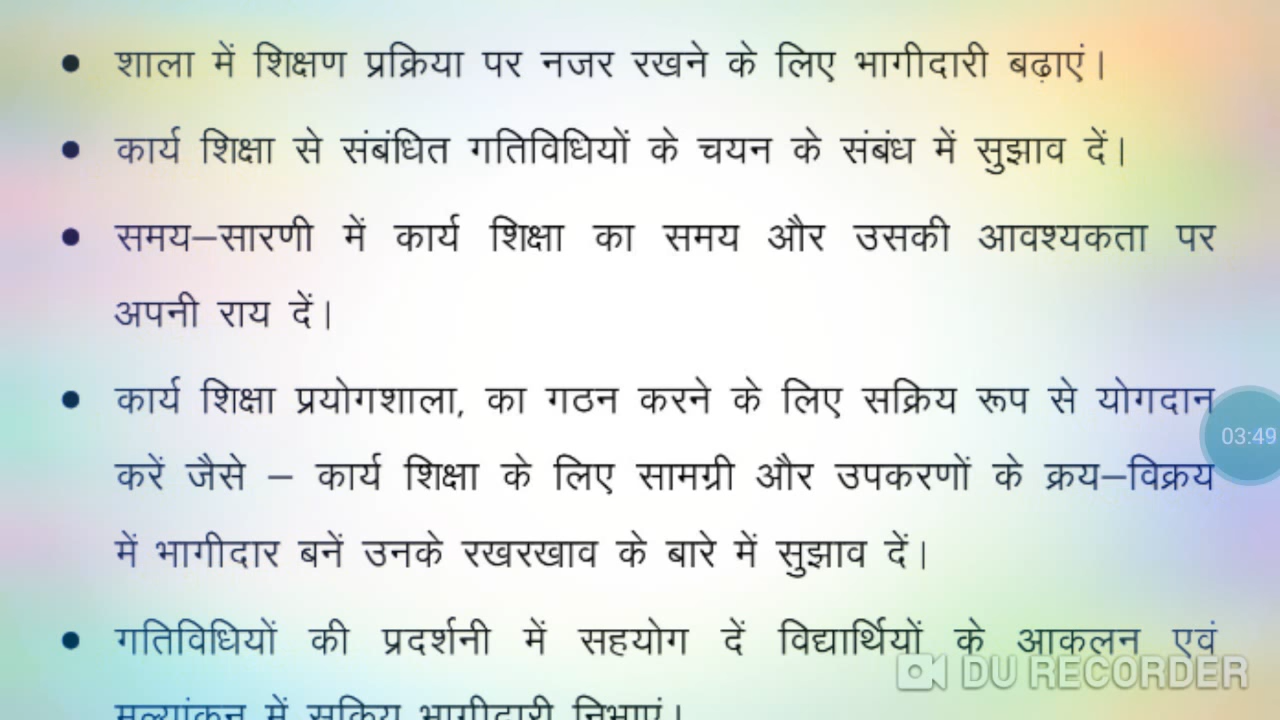 • शाला में शिक्षण प्रक्रिया पर नजर रखने के लिए भागीदारी बढ़ाएं।
• कार्य शिक्षा से संबंधित गतिविधियों के चयन के संबंध में सुझाव दें।
• समय–सारणी में कार्य शिक्षा का समय और उसकी आवश्यकता पर
अपनी राय दें।
• कार्य शिक्षा प्रयोगशाला, का गठन करने के लिए सक्रिय रूप से योगदान
03:49
करें जैसे – कार्य शिक्षा के लिए सामग्री और उपकरणों के क्रय–विक्रय
में भागीदार बनें उनके रखरखाव के बारे में सुझाव दें।
• गतिविधियों की प्रदर्शनी में सहयोग दें विद्यार्थियों के आकलन एवं
DU RECORDER
मूल्यांकन में सक्रिय भागीदारी निभाएं।